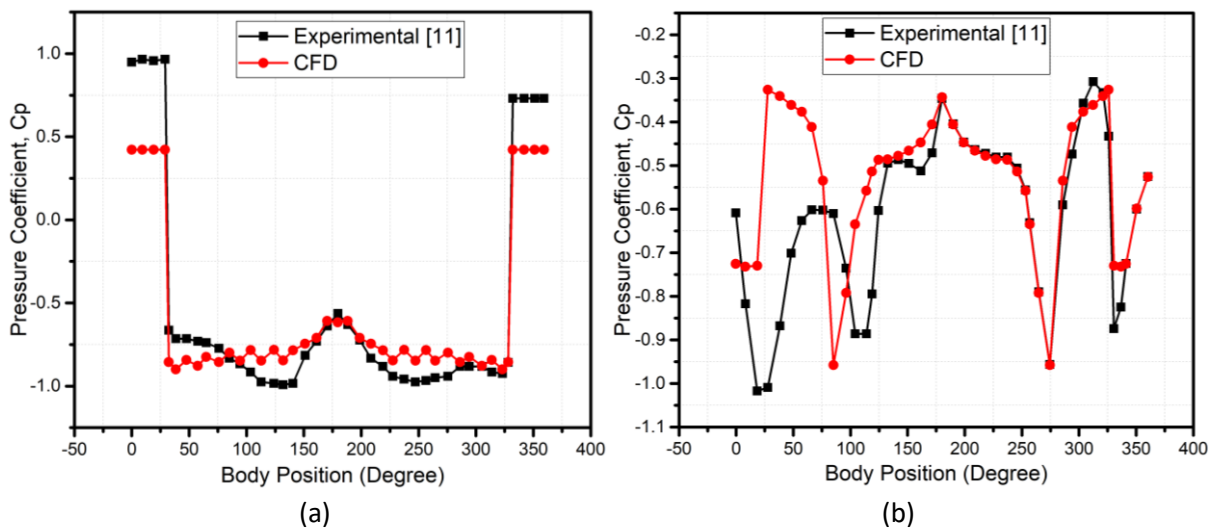 Experimental [11]
CFD
1.0
0.5
0.0
-0.5
-1.0
Pressure Coefficient, Cp
-50 0 50 100 150 200 250 300 350 400
Body Position (Degree)
(a)
Experimental [11]
CFD
-0.2
-0.3
-0.4
-0.5
-0.6
-0.7
-0.8
-0.9
-1.0
-1.1
Pressure Coefficient, Cp
-50 0 50 100 150 200 250 300 350 400
Body Position (Degree)
(b)